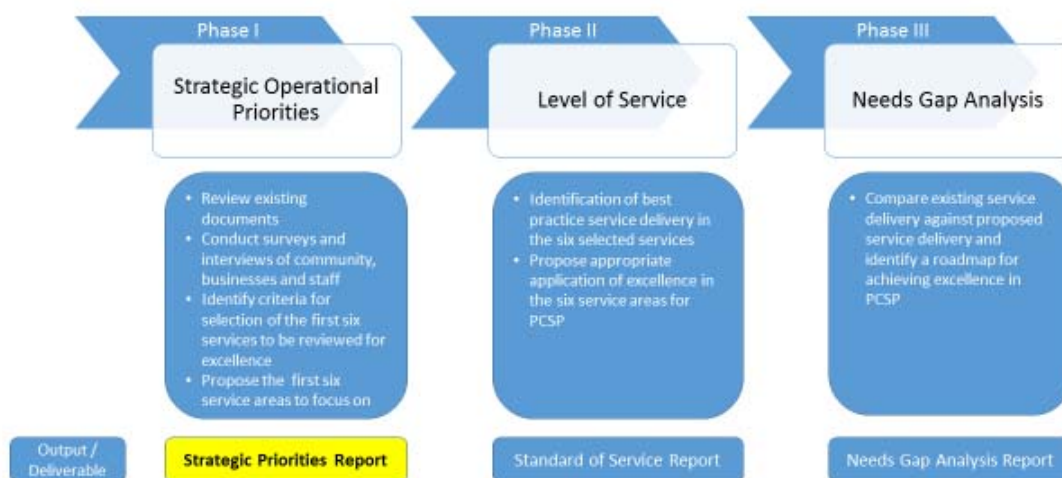 Phase I
Strategic Operational
Priorities
• Review existing
documents
• Conduct surveys and
interviews of community,
businesses and staff
• Identify criteria for
selection of the first six
services to be reviewed for
excellence
• Propose the first six
service areas to focus on
Phase II
Level of Service
• Identification of best
practice service delivery in
the six selected services
• Propose appropriate
application of excellence in
the six service areas for
PCSP
Phase III
Needs Gap Analysis
• Compare existing service
delivery against proposed
service delivery and
identify a roadmap for
achieving excellence in
PCSP
Output /
Deliverable
Strategic Priorities Report
Standard of Service Report
Needs Gap Analysis Report